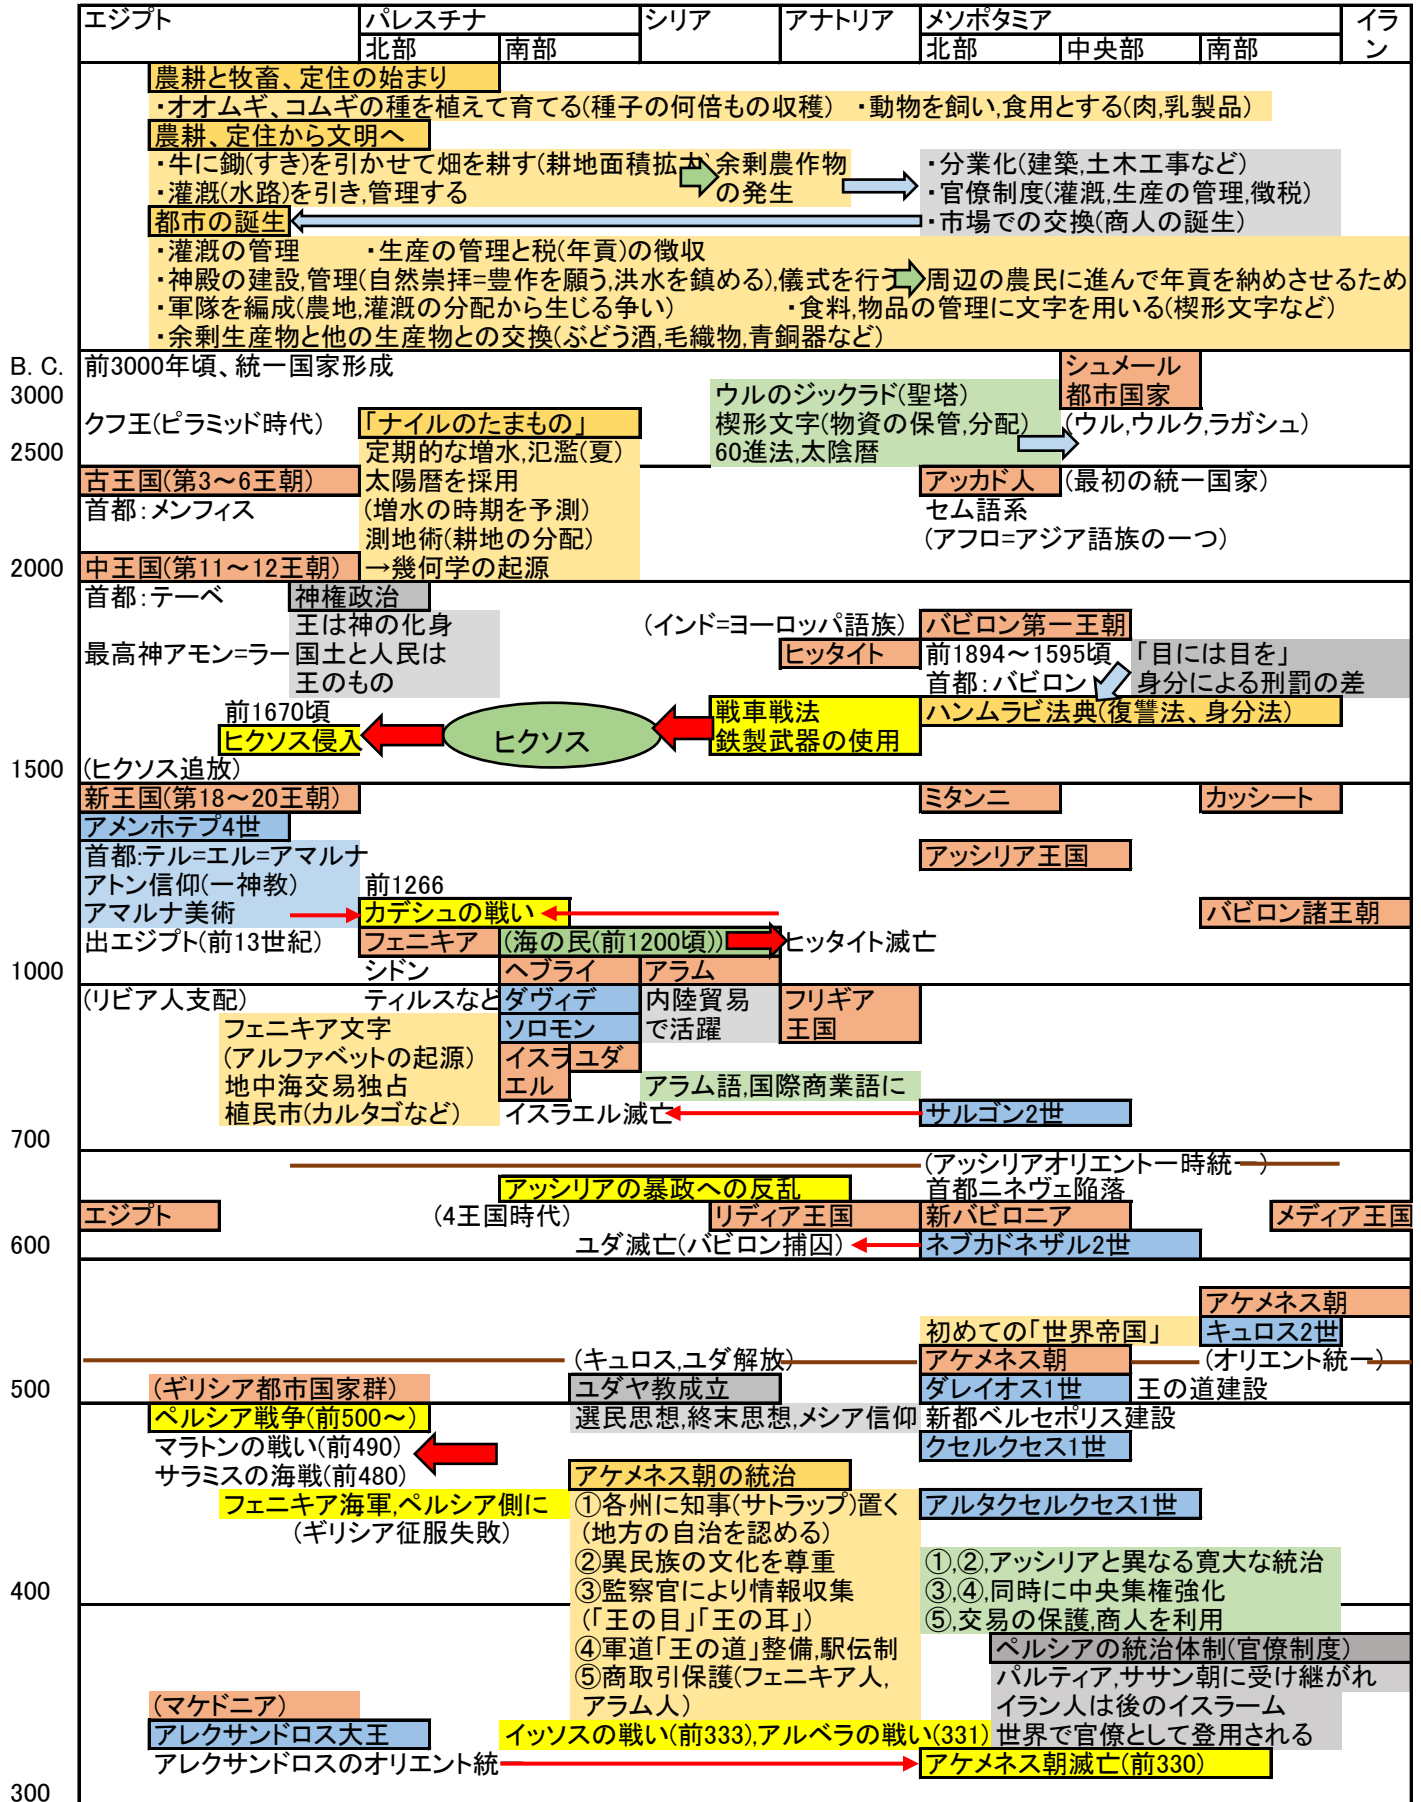 エジプト パレスチナ シリア アナトリア メソポタミア イラ
北部 南部 北部 中央部 南部 ン
農耕と牧畜、定住の始まり
・オオムギ、コムギの種を植えて育てる(種子の何倍もの収穫) ・動物を飼い,食用とする(肉,乳製品)
農耕、定住から文明へ
・牛に鋤(すき)を引かせて畑を耕す(耕地面積拡大) 余剰農作物 ・分業化(建築,土木工事など)
・灌漑(水路)を引き,管理する の発生 ・官僚制度(灌漑,生産の管理,徴税)
都市の誕生 ・市場での交換(商人の誕生)
・灌漑の管理 ・生産の管理と税(年貢)の徴収
・神殿の建設,管理(自然崇拝=豊作を願う,洪水を鎮める),儀式を行う 周辺の農民に進んで年貢を納めさせるため
・軍隊を編成(農地,灌漑の分配から生じる争い) ・食料,物品の管理に文字を用いる(楔形文字など)
・余剰生産物と他の生産物との交換(ぶどう酒,毛織物,青銅器など)
B. C. 前3000年頃、統一国家形成 シュメール
3000 ウルのジックラド(聖塔) 都市国家
クフ王(ピラミッド時代) 「ナイルのたまもの」 楔形文字(物資の保管,分配) (ウル,ウルク,ラガシュ)
2500 定期的な増水,氾濫(夏) 60進法,太陰暦
古王国(第3～6王朝) 太陽暦を採用 アッカド人 (最初の統一国家)
首都：メンフィス (増水の時期を予測) セム語系
測地術(耕地の分配) (アフロ=アジア語族の一つ)
2000 中王国(第11～12王朝) →幾何学の起源
首都：テーベ 神権政治
王は神の化身 (インド=ヨーロッパ語族) バビロン第一王朝
最高神アモン=ラー 国土と人民は ヒッタイト 前1894～1595頃 「目には目を」
王のもの 首都：バビロン 身分による刑罰の差
前1670頃 戦車戦法 ハンムラビ法典(復讐法、身分法)
ヒクソス侵入 ヒクソス 鉄製武器の使用
1500 (ヒクソス追放)
新王国(第18～20王朝) ミタンニ カッシート
アメンホテプ4世
首都:テル=エル=アマルナ アッシリア王国
アトン信仰(一神教) 前1266
アマルナ美術 カデシュの戦い バビロン諸王朝
出エジプト(前13世紀) フェニキア (海の民(前1200頃)) ヒッタイト滅亡
1000 シドン ヘブライ アラム
(リビア人支配) ティルスなど ダヴィデ 内陸貿易 フリギア
フェニキア文字 ソロモン で活躍 王国
(アルファベットの起源) イスラ ユダ
地中海交易独占 エル アラム語,国際商業語に
植民市(カルタゴなど) イスラエル滅亡 サルゴン2世
700
(アッシリアオリエント一時統一)
アッシリアの暴政への反乱 首都ニネヴェ陥落
エジプト (4王国時代) リディア王国 新バビロニア メディア王国
600 ユダ滅亡(バビロン捕囚) ネブカドネザル2世
アケメネス朝
初めての「世界帝国」 キュロス2世
(キュロス,ユダ解放) アケメネス朝 (オリエント統一)
500 (ギリシア都市国家群) ユダヤ教成立 ダレイオス1世 王の道建設
ペルシア戦争(前500～) 選民思想,終末思想,メシア信仰 新都ペルセポリス建設
マラトンの戦い(前490) クセルクセス1世
サラミスの海戦(前480) アケメネス朝の統治
フェニキア海軍,ペルシア側に ①各州に知事(サトラップ)置く アルタクセルクセス1世
(ギリシア征服失敗) (地方の自治を認める)
②異民族の文化を尊重 ①,②,アッシリアと異なる寛大な統治
400 ③監察官により情報収集 ③,④,同時に中央集権強化
(「王の目」「王の耳」) ⑤,交易の保護,商人を利用
④軍道「王の道」整備,駅伝制 ペルシアの統治体制(官僚制度)
⑤商取引保護(フェニキア人, パルティア,ササン朝に受け継がれ
(マケドニア) アラム人) イラン人は後のイスラーム
アレクサンドロス大王 イッソスの戦い(前333),アルベラの戦い(331) 世界で官僚として登用される
アレクサンドロスのオリエント統 アケメネス朝滅亡(前330)
300